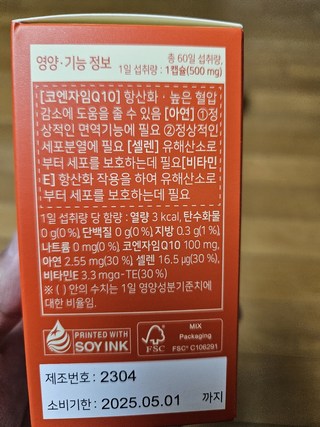 영양·기능 정보
총 60일 섭취량,
1일 섭취량 : 1캡슐(500 mg)
[코엔자임Q10] 항산화 · 높은 혈압
감소에 도움을 줄 수 있음 [아연] ①정
상적인 면역기능에 필요 ②정상적인
세포분열에 필요 [셀렌] 유해산소로
부터 세포를 보호하는데 필요 [비타민
E] 항산화 작용을 하여 유해산소로
부터 세포를 보호하는데 필요
1일 섭취량 당 함량 : 열량 3 kcal, 탄수화물
0 g(0 %), 단백질 0 g(0 %), 지방 0.3 g(1 %),
나트륨 0 mg(0 %), 코엔자임Q10 100 mg,
아연 2.55 mg(30 %), 셀렌 16.5 μg(30 %),
비타민E 3.3 mgα-TE(30 %)
※ ( ) 안의 수치는 1일 영양성분기준치에
대한 비율임.
PRINTED WITH
SOY INK
FSC
MIX
Packaging
FSC® C106291
제조번호 : 2304
소비기한 : 2025.05.01 까지